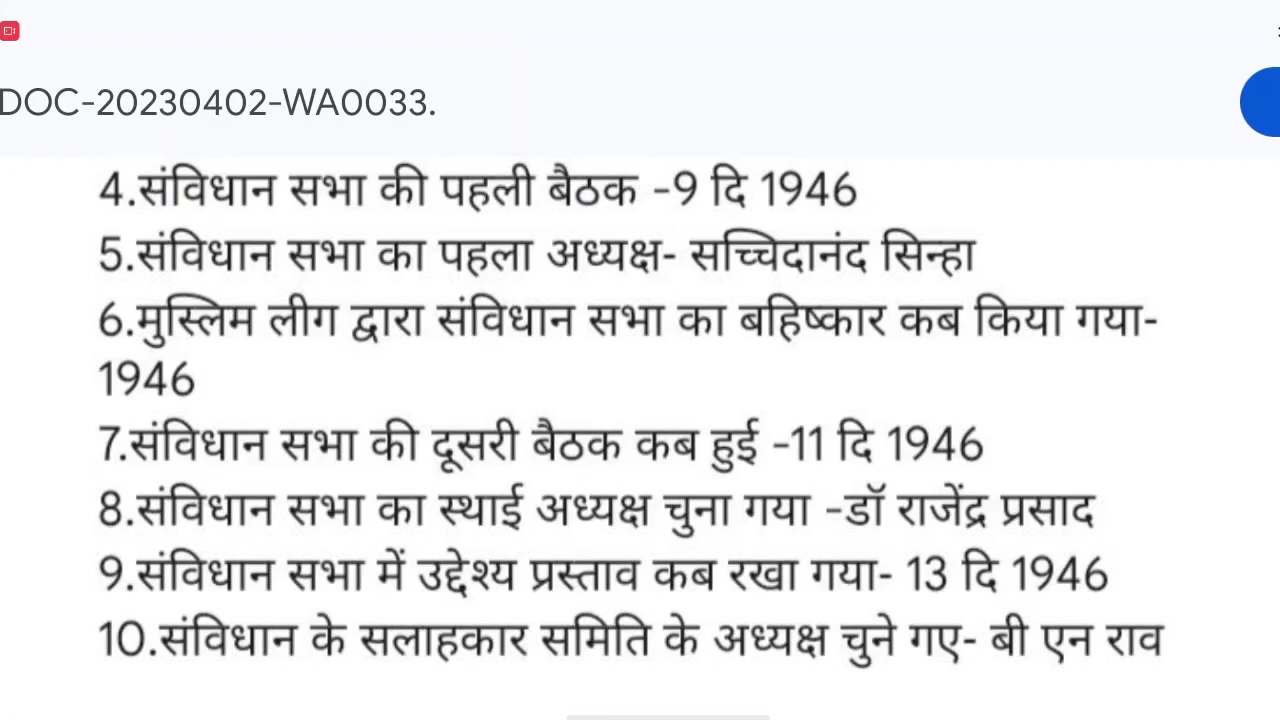 DOC-20230402-WA0033.
4.संविधान सभा की पहली बैठक -9 दि 1946
5.संविधान सभा का पहला अध्यक्ष- सच्चिदानंद सिन्हा
6.मुस्लिम लीग द्वारा संविधान सभा का बहिष्कार कब किया गया-
1946
7.संविधान सभा की दूसरी बैठक कब हुई -11 दि 1946
8.संविधान सभा का स्थाई अध्यक्ष चुना गया -डॉ राजेंद्र प्रसाद
9.संविधान सभा में उद्देश्य प्रस्ताव कब रखा गया- 13 दि 1946
10.संविधान के सलाहकार समिति के अध्यक्ष चुने गए- बी एन राव